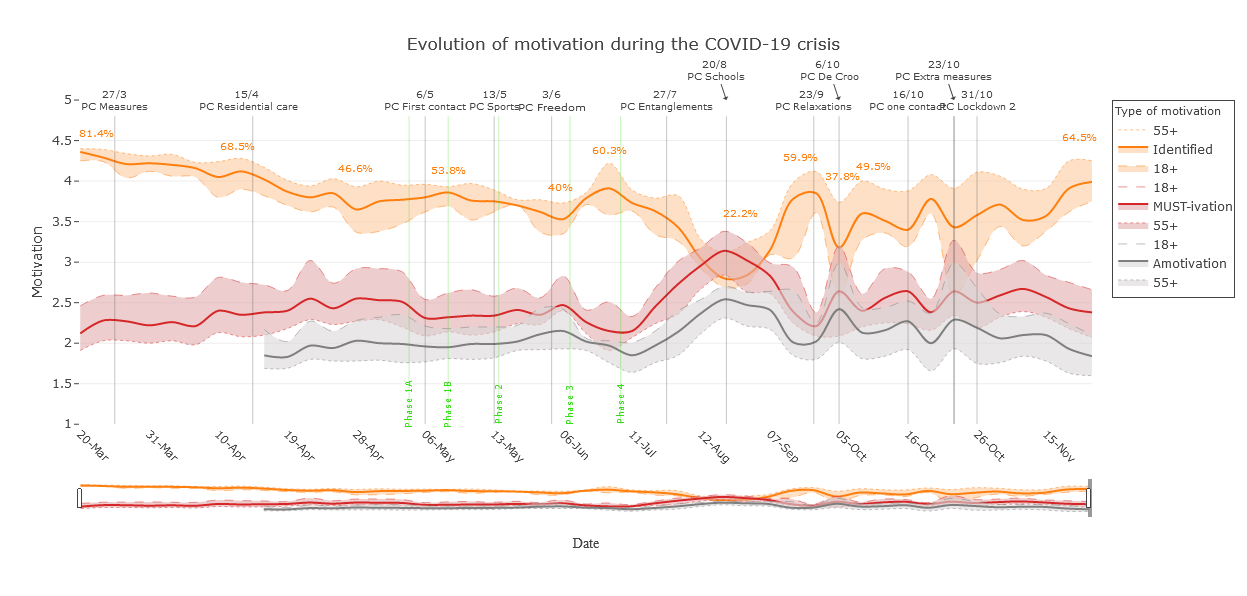 Evolution of motivation during the COVID-19 crisis
20/8
PC Schools
6/10
PC De Croo
23/10
PC Extra measures
27/3
PC Measures
15/4
PC Residential care
6/5
PC First contact
13/5
PC Sports
3/6
PC Freedom
27/7
PC Entanglements
23/9
PC Relaxations
16/10
PC one contact
31/10
PC Lockdown 2
81.4%
68.5%
46.6%
53.8%
40%
60.3%
22.2%
59.9%
37.8%
49.5%
64.5%
Motivation
5
4.5
4
3.5
3
2.5
2
1.5
1
Phase 1A
Phase 1B
Phase 2
Phase 3
Phase 4
20-Mar
31-Mar
10-Apr
19-Apr
28-Apr
06-May
13-May
06-Jun
11-Jul
12-Aug
07-Sep
05-Oct
16-Oct
26-Oct
15-Nov
Date
Type of motivation
55+
Identified
18+
18+
MUST-ivation
55+
18+
Amotivation
55+